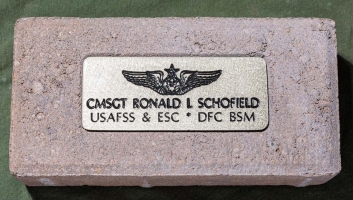 CMSGT RONALD L SCHOFIELD
USAFSS & ESC * DFC BSM